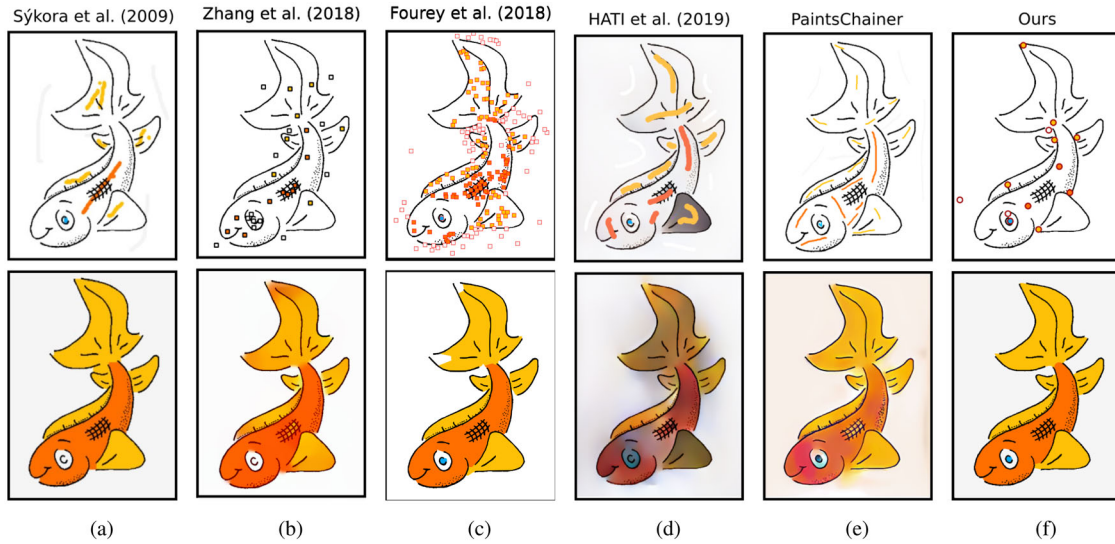 Sýkora et al. (2009) Zhang et al. (2018) Fourey et al. (2018) HATI et al. (2019) PaintsChainer Ours
(a) (b) (c) (d) (e) (f)